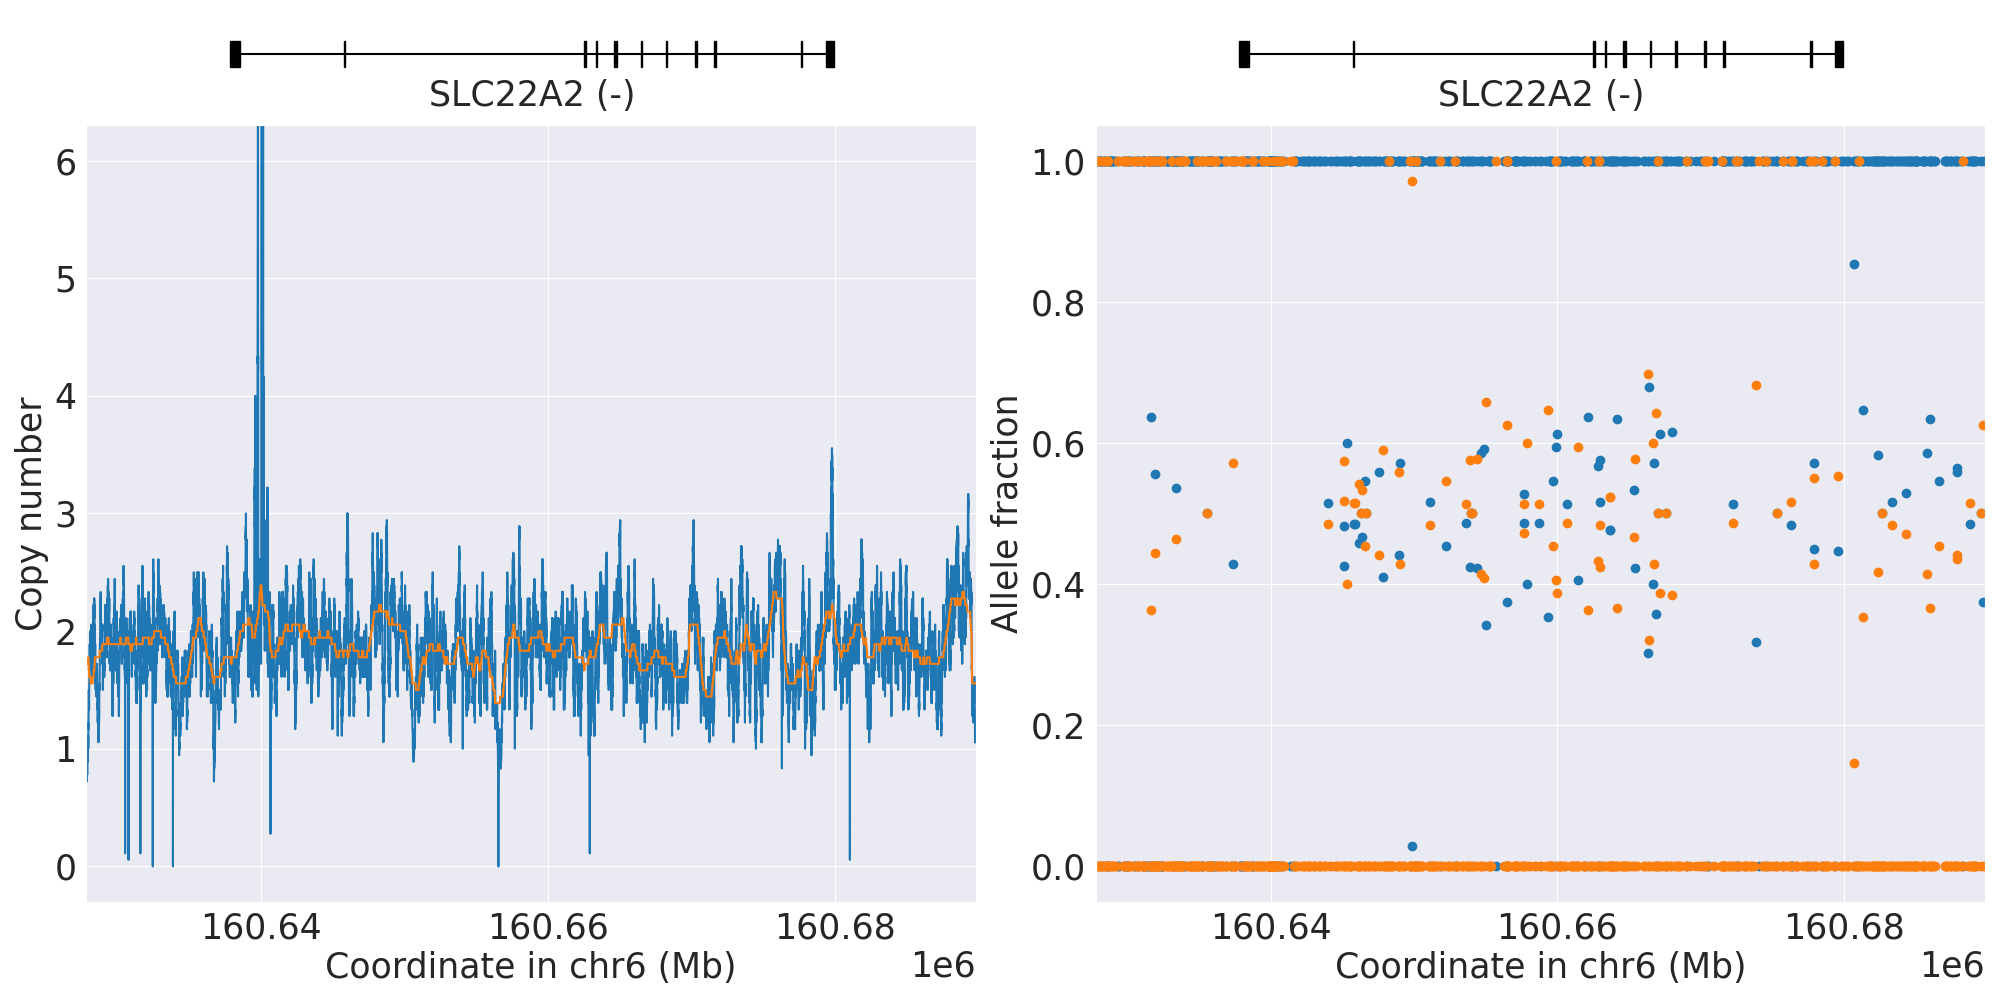 SLC22A2 (-)
6
5
4
3
2
1
0
Copy number
160.64 160.66 160.68
Coordinate in chr6 (Mb) 1e6
SLC22A2 (-)
1.0
0.8
0.6
0.4
0.2
0.0
Allele fraction
160.64 160.66 160.68
Coordinate in chr6 (Mb) 1e6